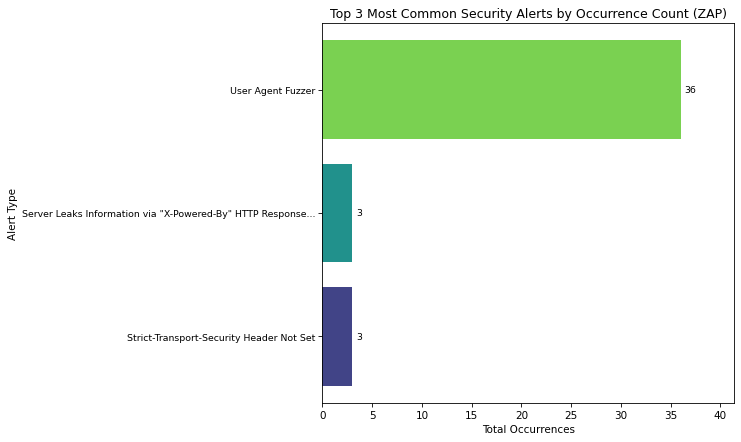 Top 3 Most Common Security Alerts by Occurrence Count (ZAP)
Alert Type
User Agent Fuzzer
36
Server Leaks Information via "X-Powered-By" HTTP Response...
3
Strict-Transport-Security Header Not Set
3
0 5 10 15 20 25 30 35 40
Total Occurrences